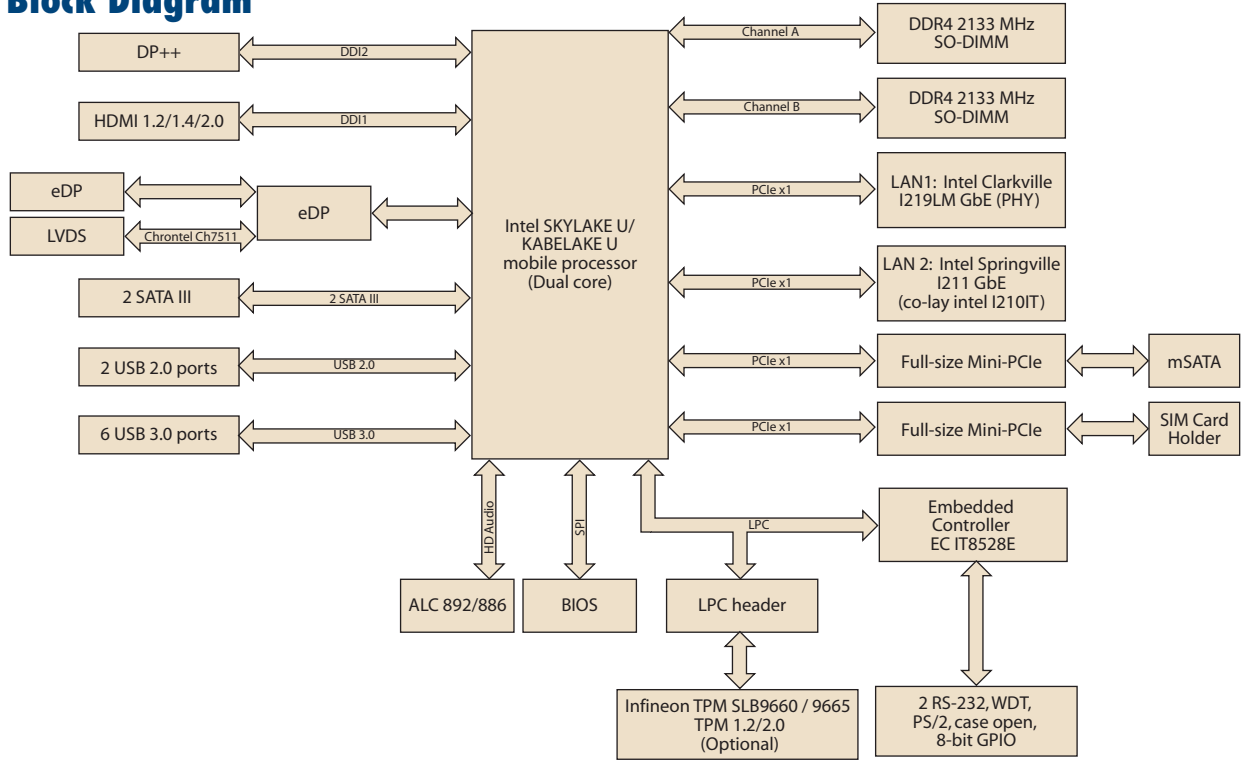 Block Diagram
DP++
DDI2
HDMI 1.2/1.4/2.0
DDI1
eDP
LVDS
Chrontel Ch7511
eDP
2 SATA III
2 SATA III
2 USB 2.0 ports
USB 2.0
6 USB 3.0 ports
USB 3.0
Intel SKYLAKE U/
KABELAKE U
mobile processor
(Dual core)
Channel A
DDR4 2133 MHz
SO-DIMM
Channel B
DDR4 2133 MHz
SO-DIMM
PCIe x1
LAN1: Intel Clarkville
I219LM GbE (PHY)
PCIe x1
LAN 2: Intel Springville
I211 GbE
(co-lay intel I210IT)
PCIe x1
Full-size Mini-PCIe
mSATA
PCIe x1
Full-size Mini-PCIe
SIM Card
Holder
HD Audio
SPI
LPC
Embedded
Controller
EC IT8528E
ALC 892/886
BIOS
LPC header
Infineon TPM SLB9660 / 9665
TPM 1.2/2.0
(Optional)
2 RS-232, WDT,
PS/2, case open,
8-bit GPIO